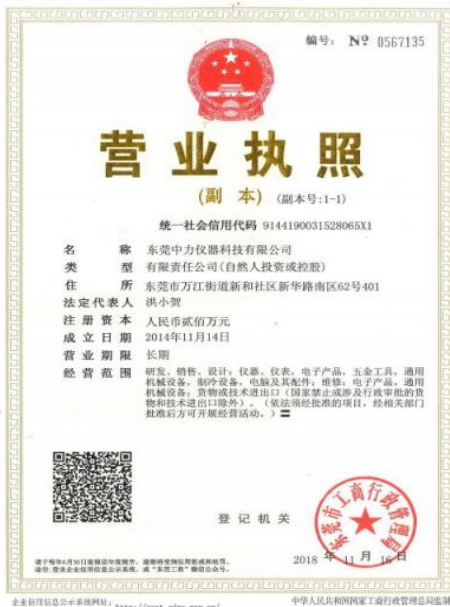 编号: Nº 0567135
营业执照
(副 本) (副本号:1-1)
统一社会信用代码 9144190031528065X1
名 称 东莞中力仪器科技有限公司
类 型 有限责任公司(自然人投资或控股)
住 所 东莞市万江街道新和社区新华路南区62号401
法定代表人 洪小贺
注册资本 人民币贰佰万元
成立日期 2014年11月14日
营业期限 长期
经营范围 研发、销售、设计:仪器、仪表,电子产品,五金工具,通用
机械设备,制冷设备,电脑及其配件;维修:电子产品,通用
机械设备;货物或技术进出口(国家禁止或涉及行政审批的货
物和技术进出口除外)。(依法须经批准的项目,经相关部门
批准后方可开展经营活动。)
登记机关
东莞市工商行政管理局
2018 年 11 月 16 日
企业信用信息公示系统网址:
中华人民共和国国家工商行政管理总局监制